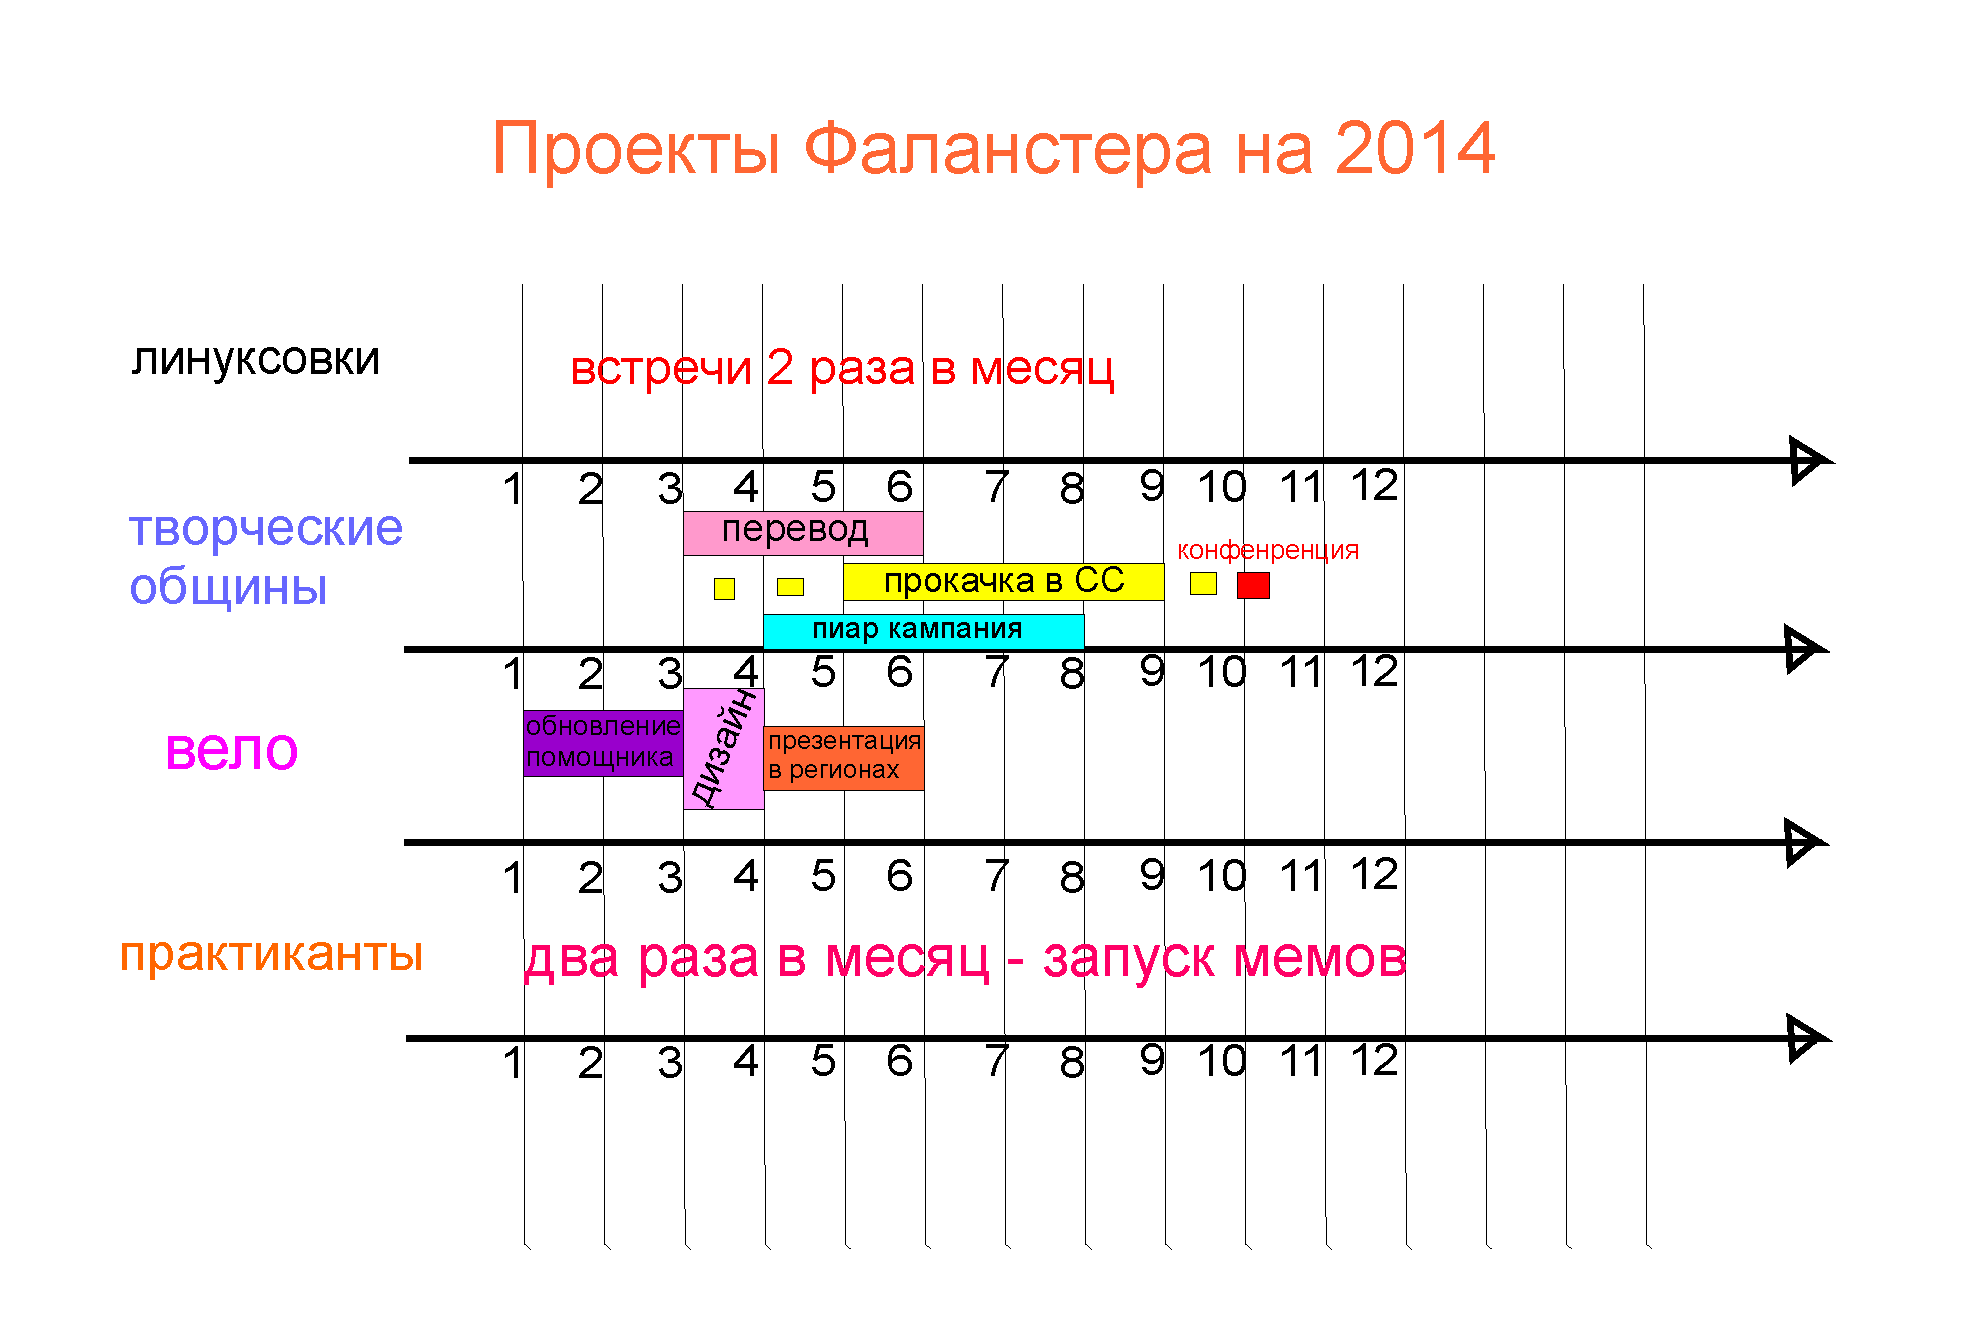 Проекты Фаланстера на 2014
линуксовки
встречи 2 раза в месяц
1 2 3 4 5 6 7 8 9 10 11 12
творческие
общины
перевод
конфенренция
прокачка в СС
пиар кампания
1 2 3 4 5 6 7 8 9 10 11 12
вело
обновление
помощника
дизайн
презентация
в регионах
1 2 3 4 5 6 7 8 9 10 11 12
практиканты
два раза в месяц - запуск мемов
1 2 3 4 5 6 7 8 9 10 11 12